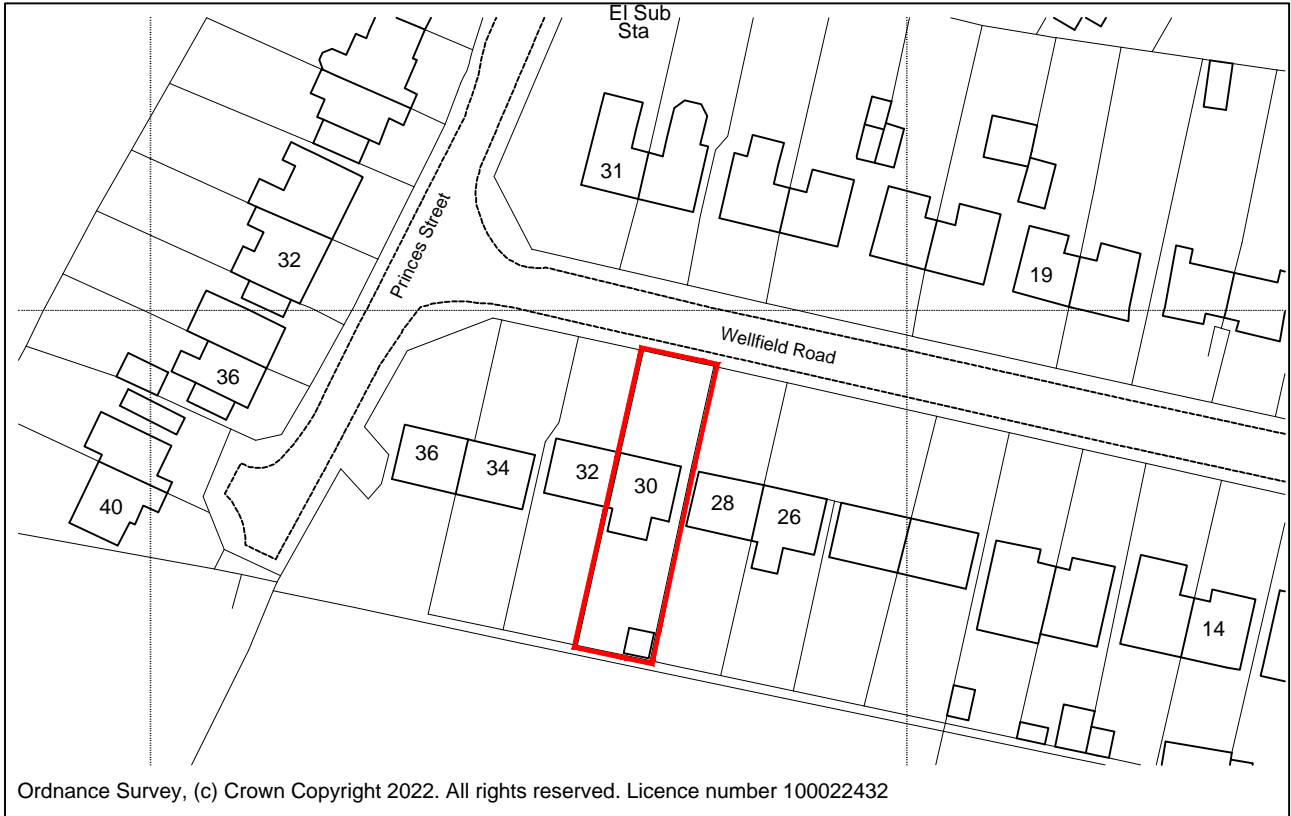 El Sub
Sta
31
32
Princes Street
19
Wellfield Road
36
36
34
32
30
28
26
40
14
Ordnance Survey, (c) Crown Copyright 2022. All rights reserved. Licence number 100022432